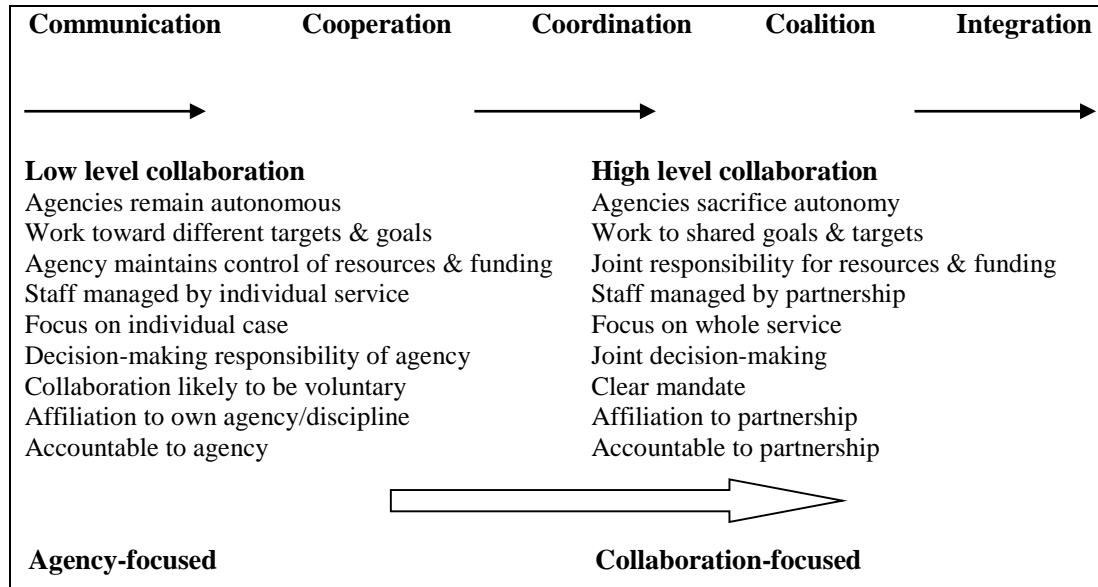 Communication Cooperation Coordination Coalition Integration
Low level collaboration
Agencies remain autonomous
Work toward different targets & goals
Agency maintains control of resources & funding
Staff managed by individual service
Focus on individual case
Decision-making responsibility of agency
Collaboration likely to be voluntary
Affiliation to own agency/discipline
Accountable to agency
High level collaboration
Agencies sacrifice autonomy
Work to shared goals & targets
Joint responsibility for resources & funding
Staff managed by partnership
Focus on whole service
Joint decision-making
Clear mandate
Affiliation to partnership
Accountable to partnership
Agency-focused
Collaboration-focused